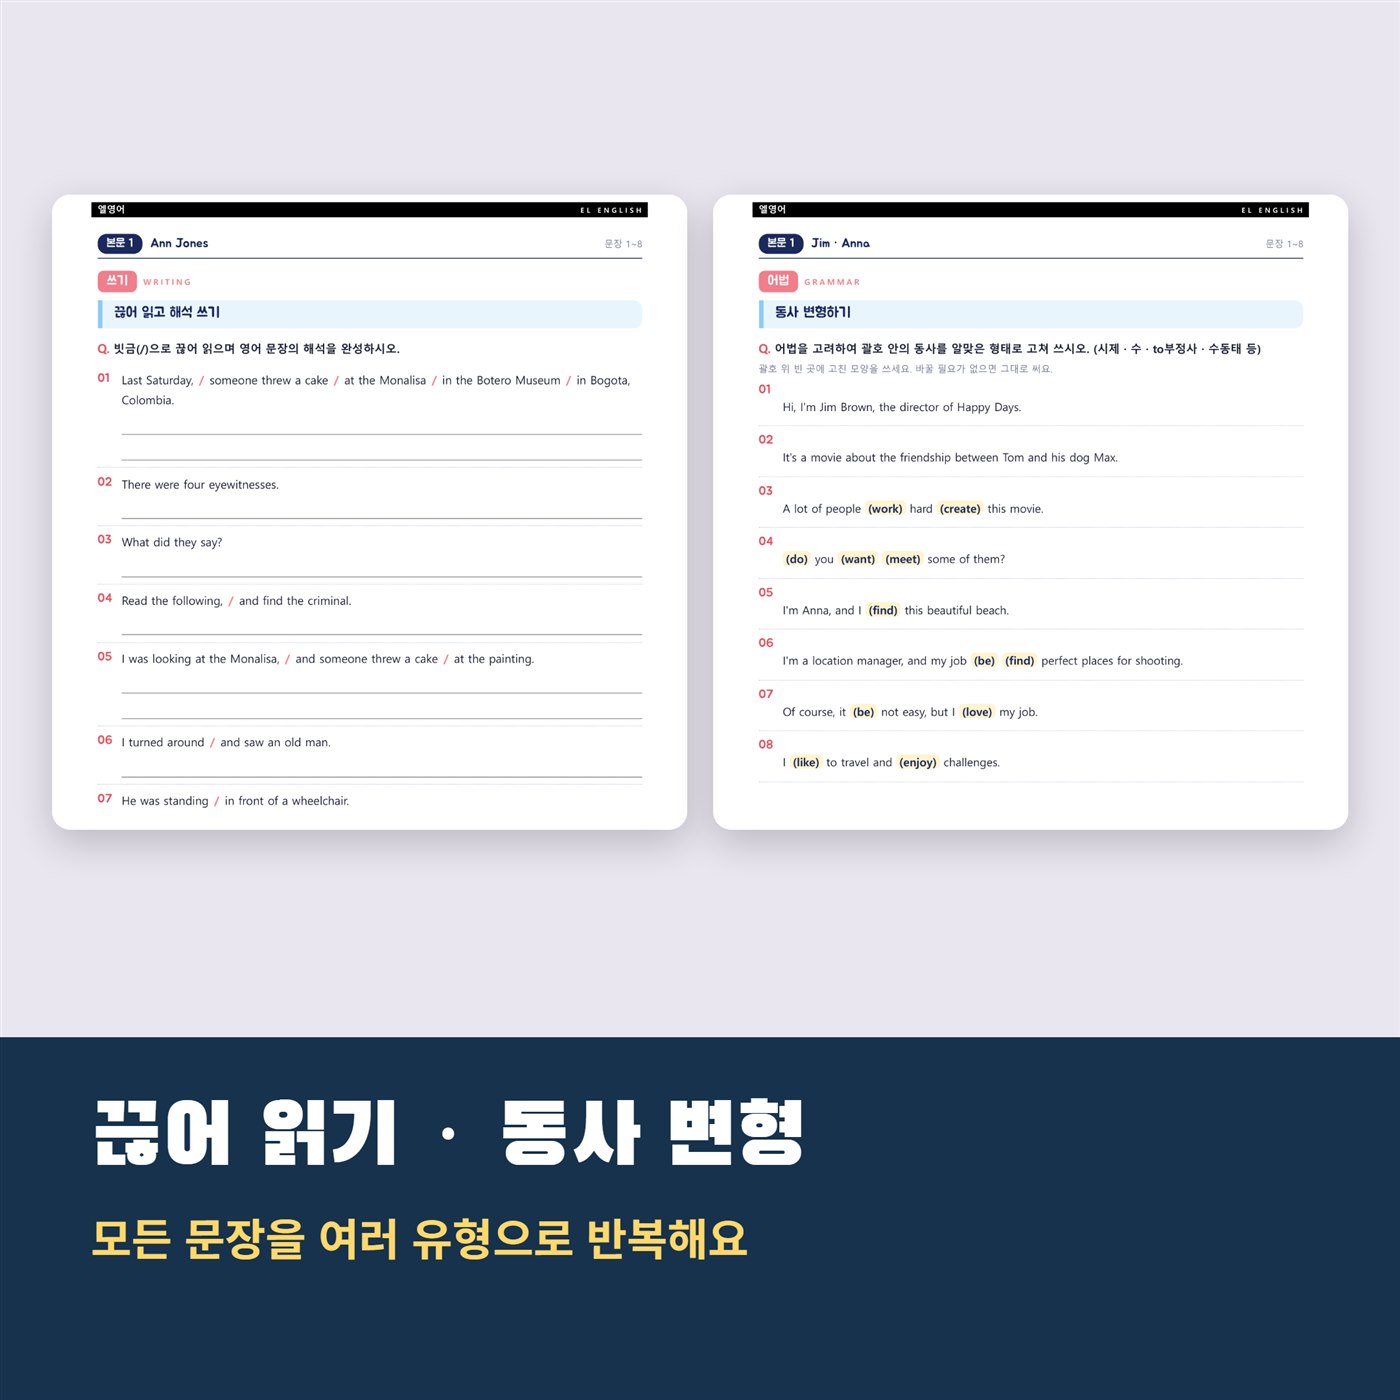 엘영어 EL ENGLISH
본문 1 Ann Jones 문장 1~8
쓰기 WRITING
끊어 읽고 해석 쓰기
Q. 빗금(/)으로 끊어 읽으며 영어 문장의 해석을 완성하시오.
01 Last Saturday, / someone threw a cake / at the Monalisa / in the Botero Museum / in Bogota,
Colombia.
02 There were four eyewitnesses.
03 What did they say?
04 Read the following, / and find the criminal.
05 I was looking at the Monalisa, / and someone threw a cake / at the painting.
06 I turned around / and saw an old man.
07 He was standing / in front of a wheelchair.
엘영어 EL ENGLISH
본문 1 Jim · Anna 문장 1~8
어법 GRAMMAR
동사 변형하기
Q. 어법을 고려하여 괄호 안의 동사를 알맞은 형태로 고쳐 쓰시오. (시제 · 수 · to부정사 · 수동태 등)
괄호 위 빈 곳에 고친 모양을 쓰세요. 바꿀 필요가 없으면 그대로 써요.
01
Hi, I'm Jim Brown, the director of Happy Days.
02
It's a movie about the friendship between Tom and his dog Max.
03
A lot of people (work) hard (create) this movie.
04
(do) you (want) (meet) some of them?
05
I'm Anna, and I (find) this beautiful beach.
06
I'm a location manager, and my job (be) (find) perfect places for shooting.
07
Of course, it (be) not easy, but I (love) my job.
08
I (like) to travel and (enjoy) challenges.
끊어 읽기 · 동사 변형
모든 문장을 여러 유형으로 반복해요